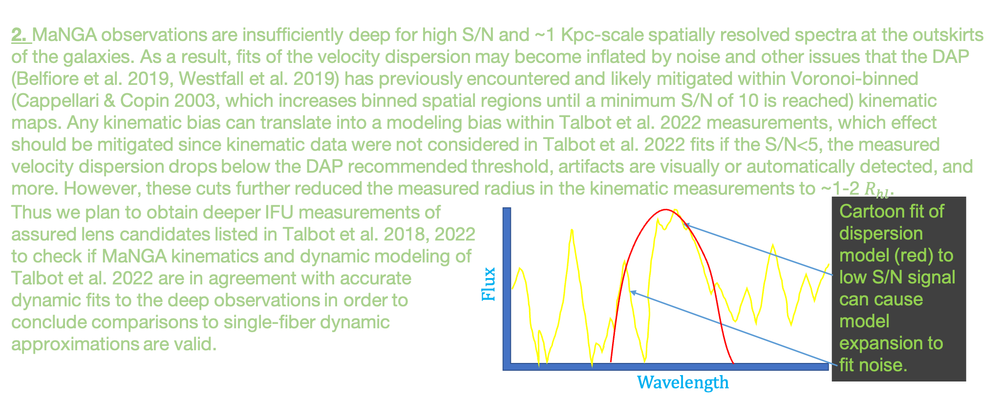 2. MaNGA observations are insufficiently deep for high S/N and ~1 Kpc-scale spatially resolved spectra at the outskirts
of the galaxies. As a result, fits of the velocity dispersion may become inflated by noise and other issues that the DAP
(Belfiore et al. 2019, Westfall et al. 2019) has previously encountered and likely mitigated within Voronoi-binned
(Cappellari & Copin 2003, which increases binned spatial regions until a minimum S/N of 10 is reached) kinematic
maps. Any kinematic bias can translate into a modeling bias within Talbot et al. 2022 measurements, which effect
should be mitigated since kinematic data were not considered in Talbot et al. 2022 fits if the S/N<5, the measured
velocity dispersion drops below the DAP recommended threshold, artifacts are visually or automatically detected, and
more. However, these cuts further reduced the measured radius in the kinematic measurements to ~1-2 R_hl.
Thus we plan to obtain deeper IFU measurements of
assured lens candidates listed in Talbot et al. 2018, 2022
to check if MaNGA kinematics and dynamic modeling of
Talbot et al. 2022 are in agreement with accurate
dynamic fits to the deep observations in order to
conclude comparisons to single-fiber dynamic
approximations are valid.
Flux
Wavelength
Cartoon fit of
dispersion
model (red) to
low S/N signal
can cause
model
expansion to
fit noise.